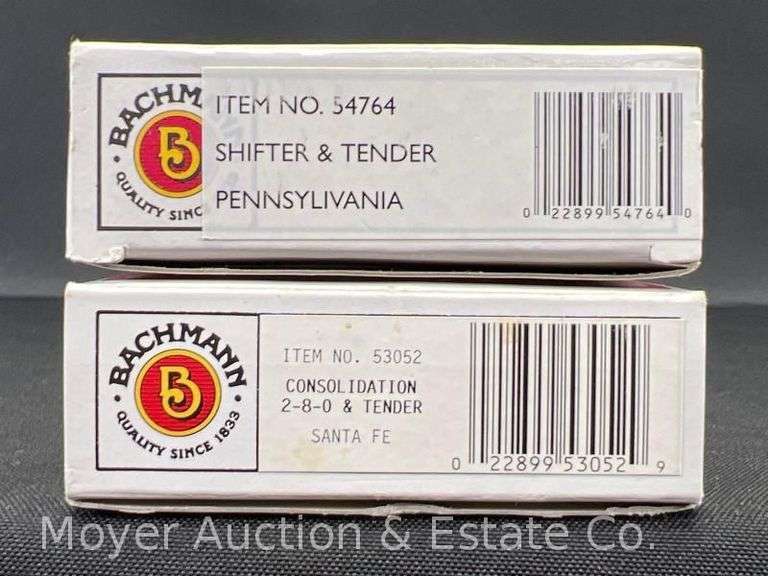 BACHMANN
QUALITY SINC
ITEM NO. 54764
SHIFTER & TENDER
PENNSYLIVANIA
0 22899 54764 0
BACHMANN
B
QUALITY SINCE 1833
ITEM NO. 53052
CONSOLIDATION
2-8-0 & TENDER
SANTA FE
0 22899 53052 9
Moyer Auction & Estate Co.